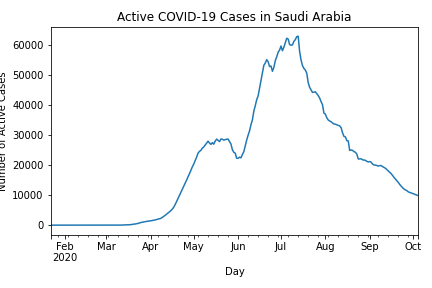 Active COVID-19 Cases in Saudi Arabia
Number of Active Cases
60000
50000
40000
30000
20000
10000
0
Feb Mar Apr May Jun Jul Aug Sep Oct
2020
Day